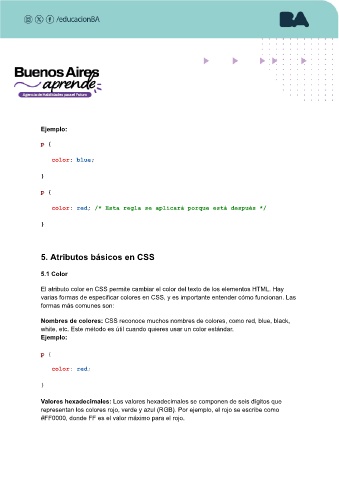 /educacionBA
BA
Buenos Aires
aprende
Agencia de Habilidades para el Futuro
Ejemplo:
p {
color: blue;
}
p {
color: red; /* Esta regla se aplicará porque está después */
}
5. Atributos básicos en CSS
5.1 Color
El atributo color en CSS permite cambiar el color del texto de los elementos HTML. Hay
varias formas de especificar colores en CSS, y es importante entender cómo funcionan. Las
formas más comunes son:
Nombres de colores: CSS reconoce muchos nombres de colores, como red, blue, black,
white, etc. Este método es útil cuando quieres usar un color estándar.
Ejemplo:
p {
color: red;
}
Valores hexadecimales: Los valores hexadecimales se componen de seis dígitos que
representan los colores rojo, verde y azul (RGB). Por ejemplo, el rojo se escribe como
#FF0000, donde FF es el valor máximo para el rojo.